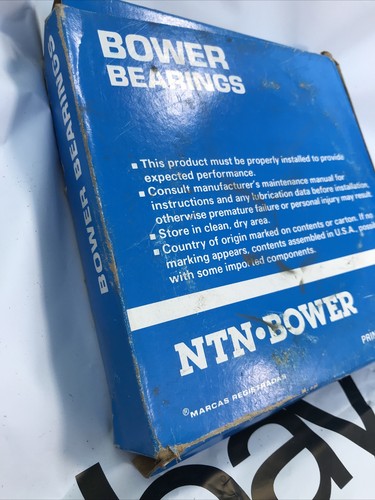 BOWER
BEARINGS
BOWER BEARINGS
▪ This product must be properly installed to provide
expected performance.
▪ Consult manufacturer's maintenance manual for
instructions and any lubrication data before installation,
otherwise premature failure or personal injury may result.
▪ Store in clean, dry area.
▪ Country of origin marked on contents or carton. If no
marking appears, contents assembled in U.S.A.,
with some imported components.
NTN•BOWER
® MARCAS REGISTRADAS